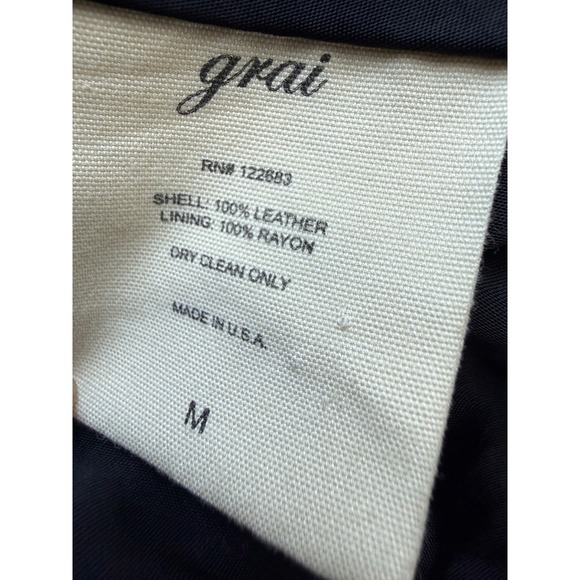 grai
RN# 122683
SHELL: 100% LEATHER
LINING: 100% RAYON
DRY CLEAN ONLY
MADE IN U.S.A.
M